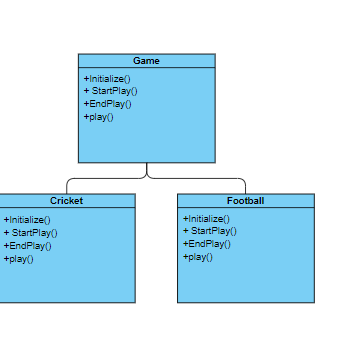 Game
+Initialize()
+ StartPlay()
+EndPlay()
+play()
Cricket
+Initialize()
+ StartPlay()
+EndPlay()
+play()
Football
+Initialize()
+ StartPlay()
+EndPlay()
+play()